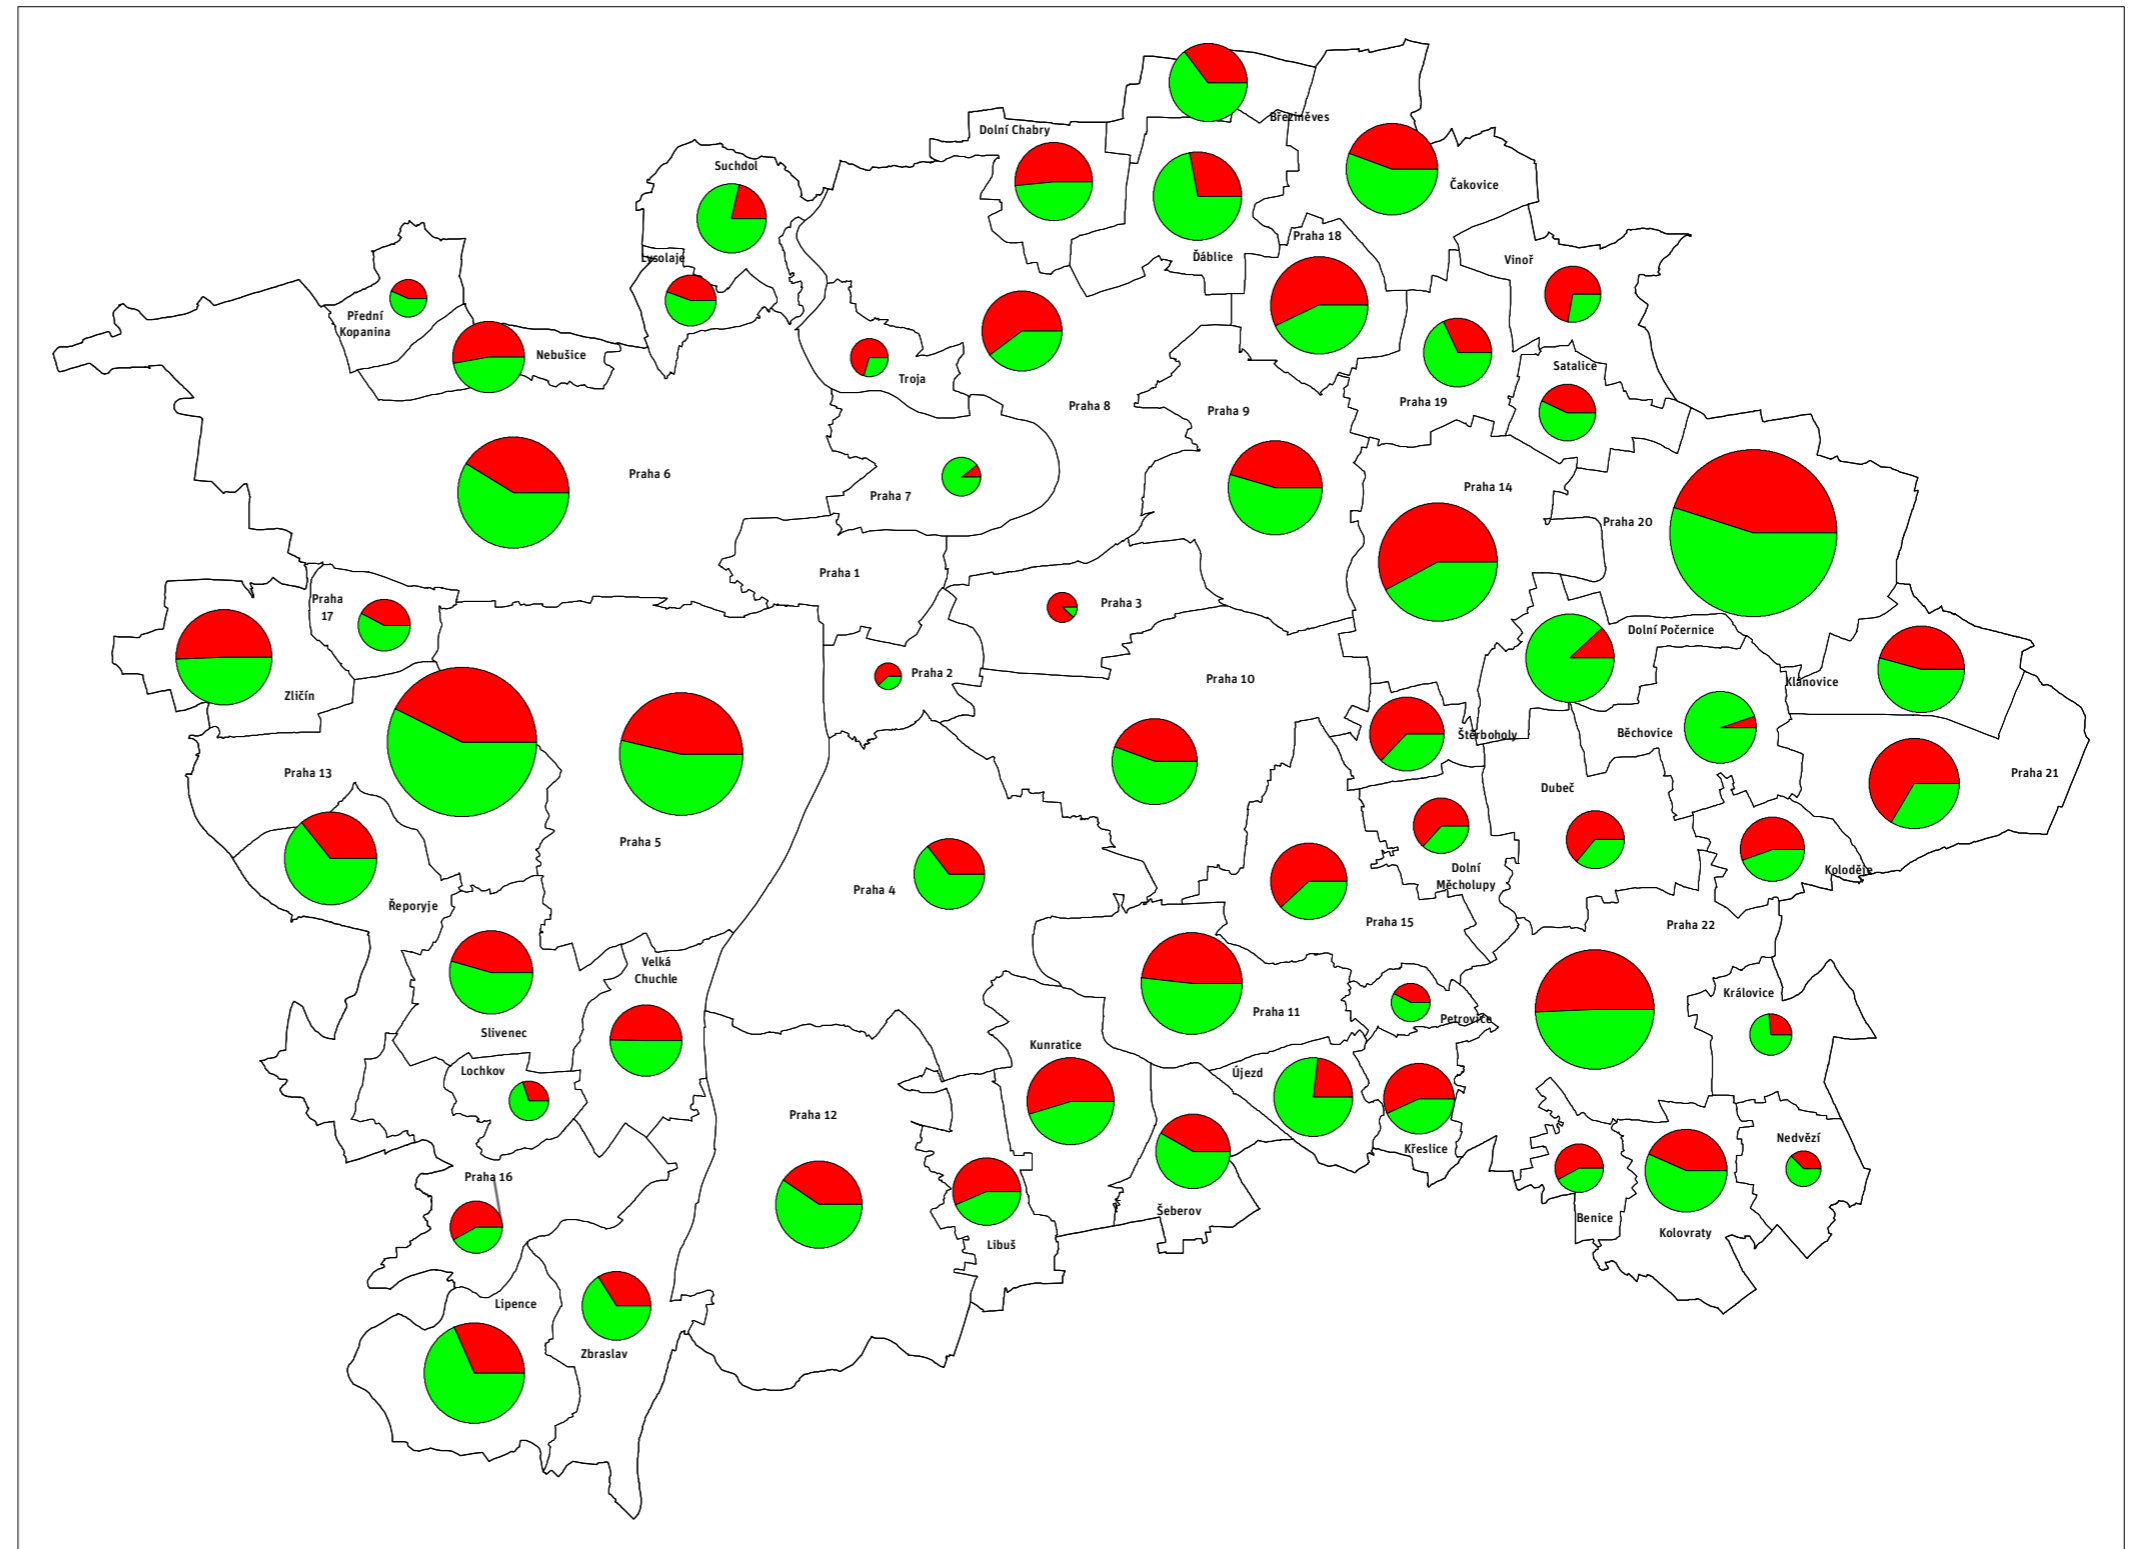 Březiněves
Dolní Chabry
Suchdol
Čakovice
Praha 18
Ďáblice
Lysolaje
Vinoř
Přední
Kopanina
Nebušice
Satalice
Troja
Praha 19
Praha 8
Praha 9
Praha 6
Praha 14
Praha 7
Praha 20
Praha 1
Praha
17
Praha 3
Dolní Počernice
Praha 2
Praha 10
Klánovice
Zličín
Štěrboholy
Běchovice
Praha 13
Praha 21
Dubeč
Praha 5
Dolní
Měcholupy
Koloděje
Praha 4
Řeporyje
Praha 15
Praha 22
Velká
Chuchle
Královice
Praha 11
Petrovice
Slivenec
Kunratice
Lochkov
Újezd
Praha 12
Nedvězí
Křeslice
Praha 16
Šeberov
Benice
Kolovraty
Libuš
Lipence
Zbraslav